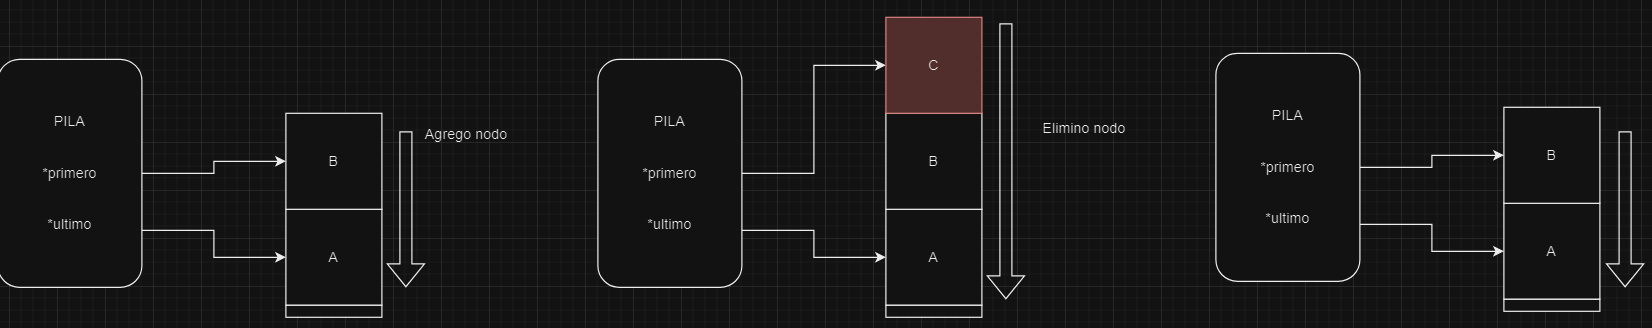 PILA
*primero
*ultimo
B
A
Agrego nodo
PILA
*primero
*ultimo
C
B
A
Elimino nodo
PILA
*primero
*ultimo
B
A